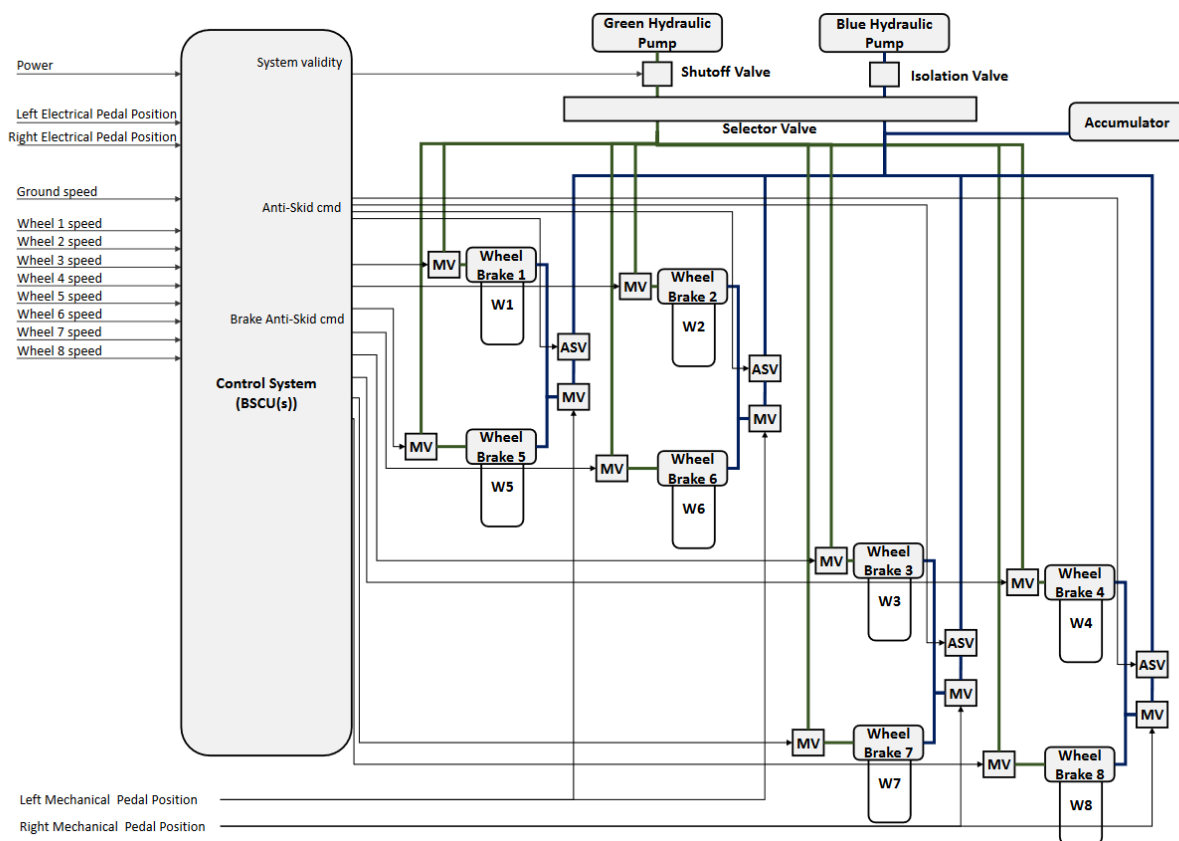 Green Hydraulic
Pump
Blue Hydraulic
Pump
Power
System validity
Shutoff Valve
Isolation Valve
Left Electrical Pedal Position
Right Electrical Pedal Position
Selector Valve
Accumulator
Ground speed
Anti-Skid cmd
Wheel 1 speed
Wheel 2 speed
Wheel 3 speed
Wheel 4 speed
Wheel 5 speed
Wheel 6 speed
Wheel 7 speed
Wheel 8 speed
Brake Anti-Skid cmd
Control System
(BSCU(s))
MV
Wheel
Brake 1
W1
MV
Wheel
Brake 2
W2
ASV
ASV
MV
MV
MV
Wheel
Brake 5
W5
MV
Wheel
Brake 6
W6
MV
Wheel
Brake 3
W3
MV
Wheel
Brake 4
W4
ASV
ASV
MV
MV
MV
Wheel
Brake 7
W7
MV
Wheel
Brake 8
W8
Left Mechanical Pedal Position
Right Mechanical Pedal Position